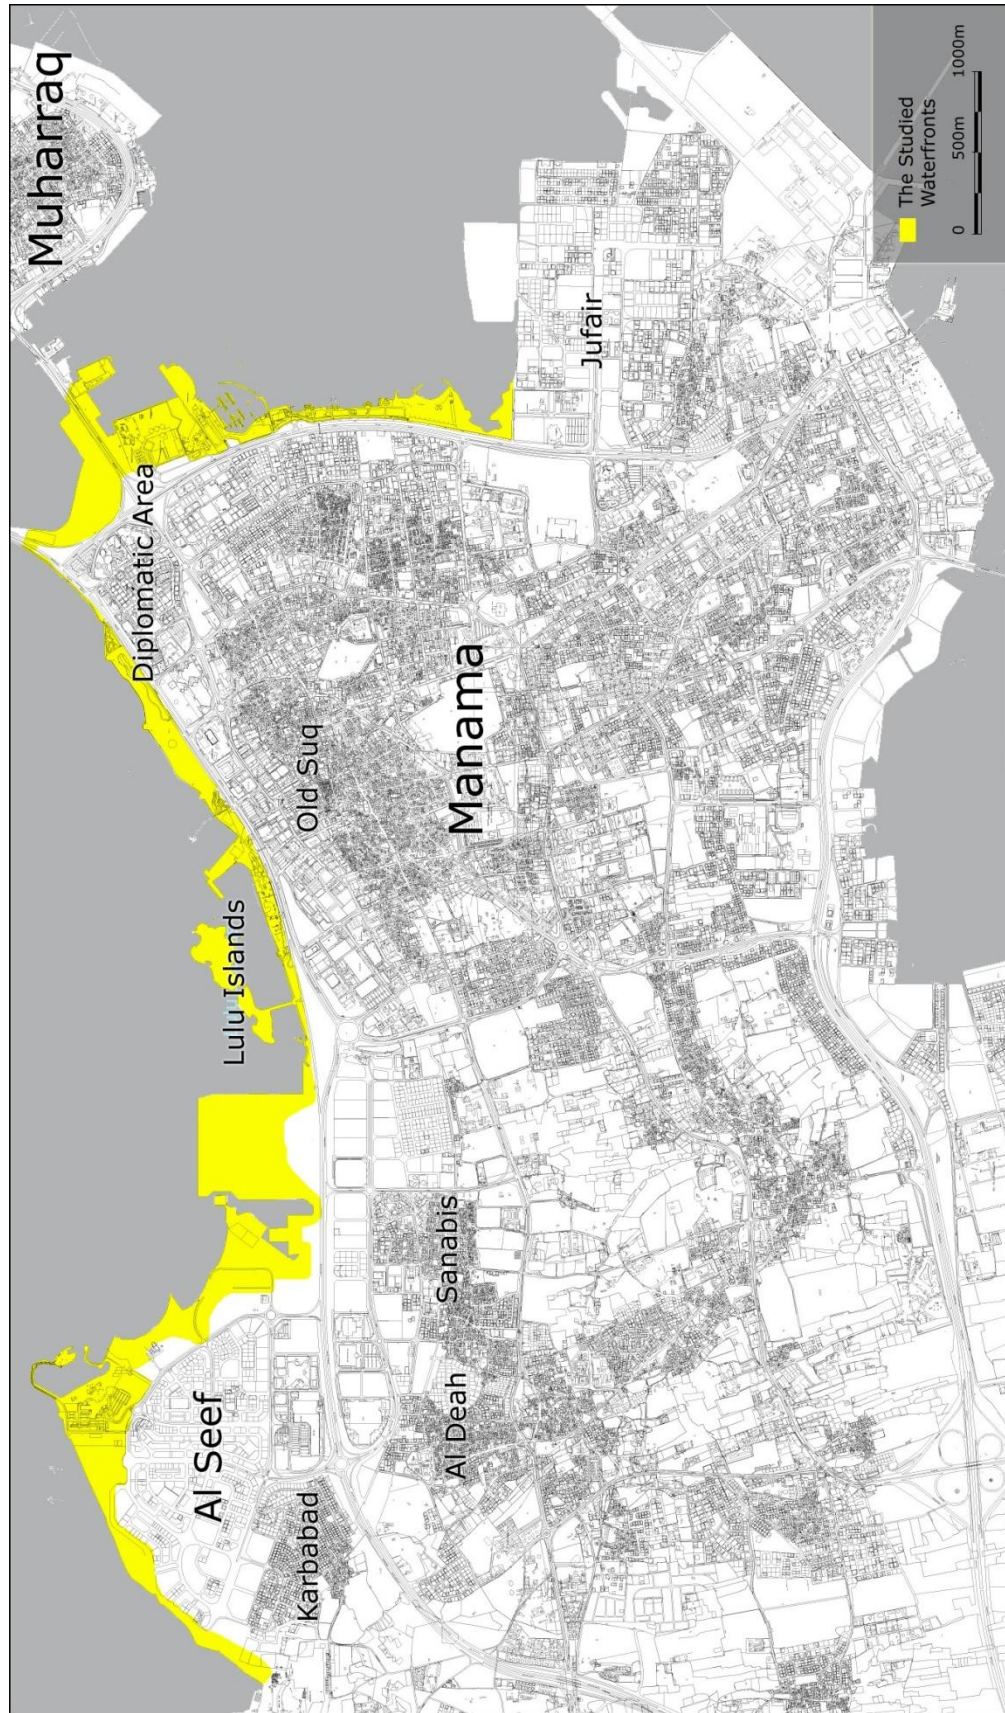 Muharraq
Diplomatic Area
Jufair
Old Suq
Manama
Lulu Islands
Sanabis
Al Seef
Al Deah
Karbabad
The Studied
Waterfronts
0 500m 1000m